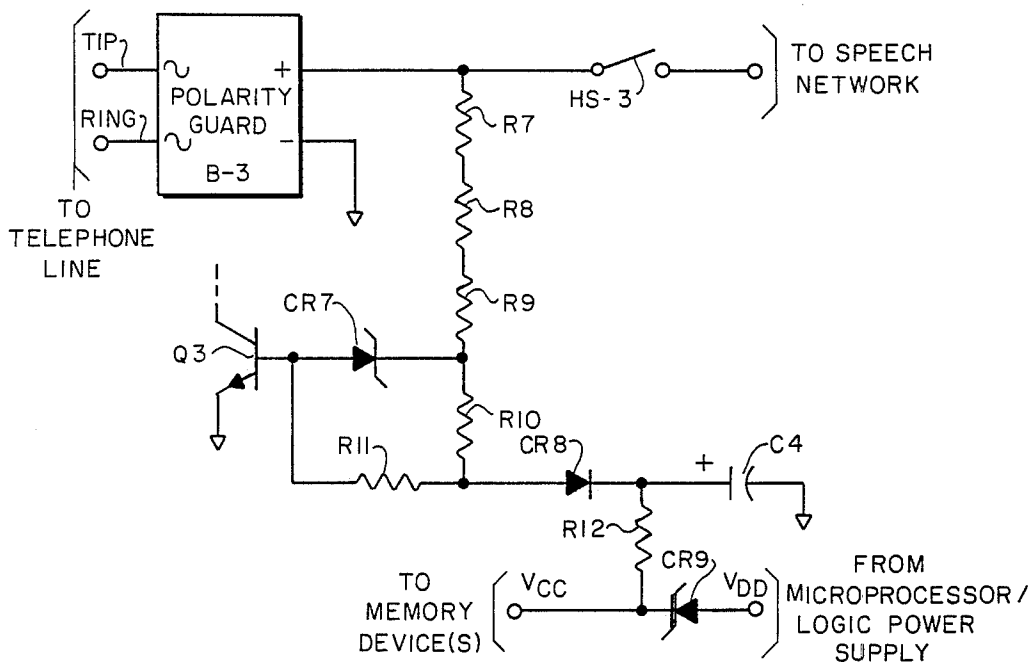 TIP
RING
TO
TELEPHONE
LINE
~
~
+
−
POLARITY
GUARD
B-3
HS-3
TO SPEECH
NETWORK
R7
R8
R9
CR7
Q3
R10
R11
CR8
+
C4
R12
CR9
TO
MEMORY
DEVICE(S)
VCC
VDD
FROM
MICROPROCESSOR/
LOGIC POWER
SUPPLY